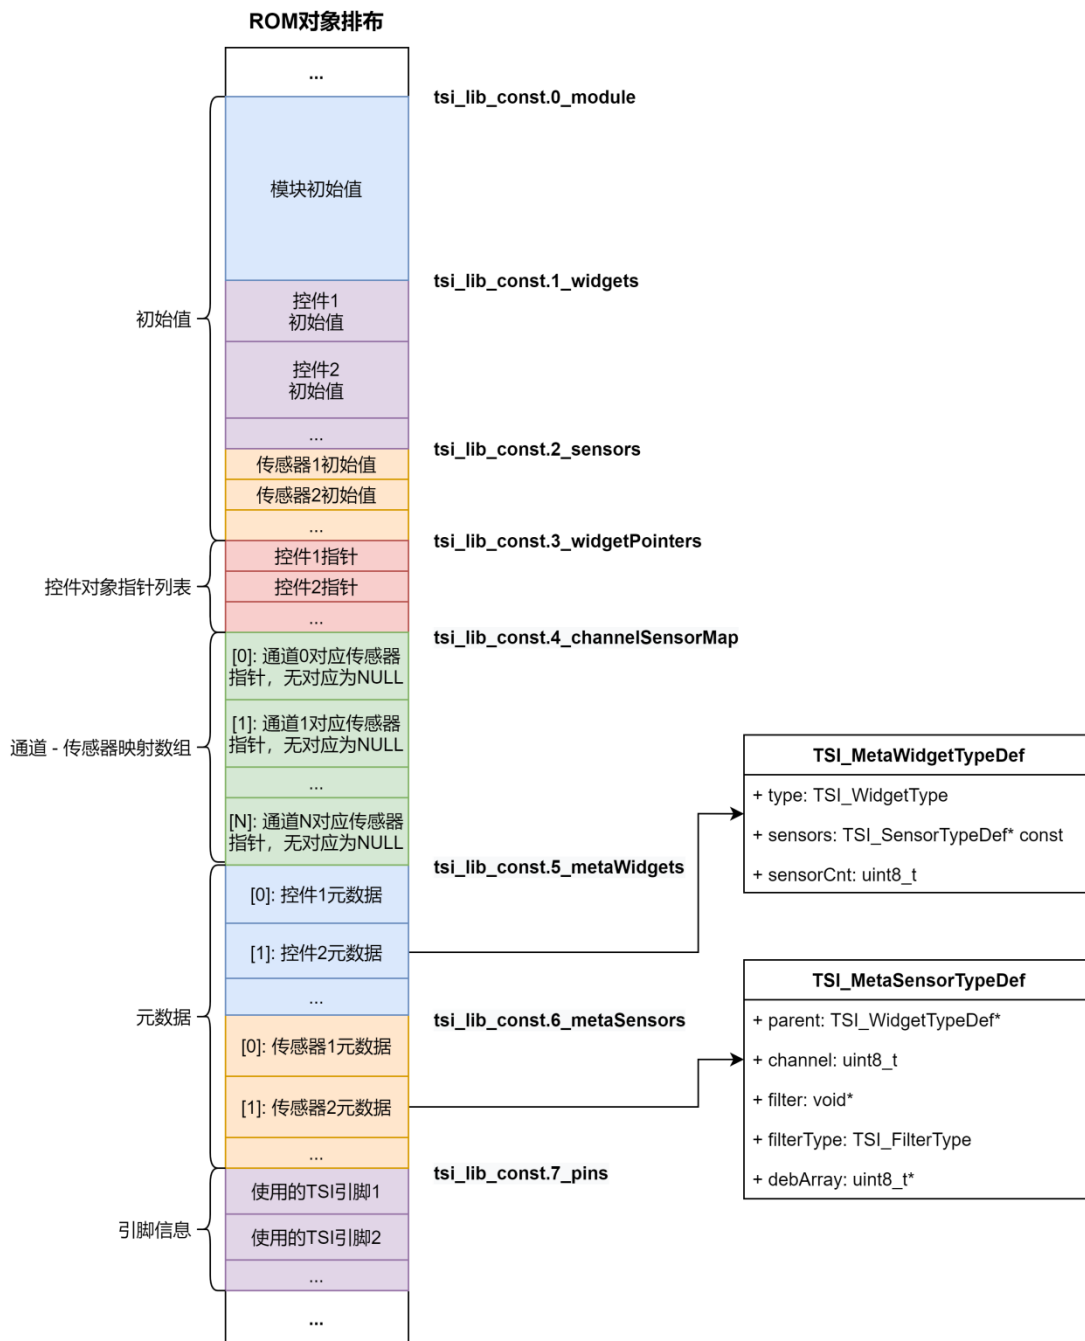 ROM对象排布
...
tsi_lib_const.0_module
模块初始值
tsi_lib_const.1_widgets
控件1
初始值
初始值
控件2
初始值
...
tsi_lib_const.2_sensors
传感器1初始值
传感器2初始值
...
tsi_lib_const.3_widgetPointers
控件1指针
控件对象指针列表
控件2指针
...
tsi_lib_const.4_channelSensorMap
[0]: 通道0对应传感器
指针，无对应为NULL
[1]: 通道1对应传感器
指针，无对应为NULL
通道 - 传感器映射数组
...
[N]: 通道N对应传感器
指针，无对应为NULL
tsi_lib_const.5_metaWidgets
[0]: 控件1元数据
[1]: 控件2元数据
...
元数据
tsi_lib_const.6_metaSensors
[0]: 传感器1元数据
[1]: 传感器2元数据
...
tsi_lib_const.7_pins
使用的TSI引脚1
引脚信息
使用的TSI引脚2
...
...
TSI_MetaWidgetTypeDef
+ type: TSI_WidgetType
+ sensors: TSI_SensorTypeDef* const
+ sensorCnt: uint8_t
TSI_MetaSensorTypeDef
+ parent: TSI_WidgetTypeDef*
+ channel: uint8_t
+ filter: void*
+ filterType: TSI_FilterType
+ debArray: uint8_t*